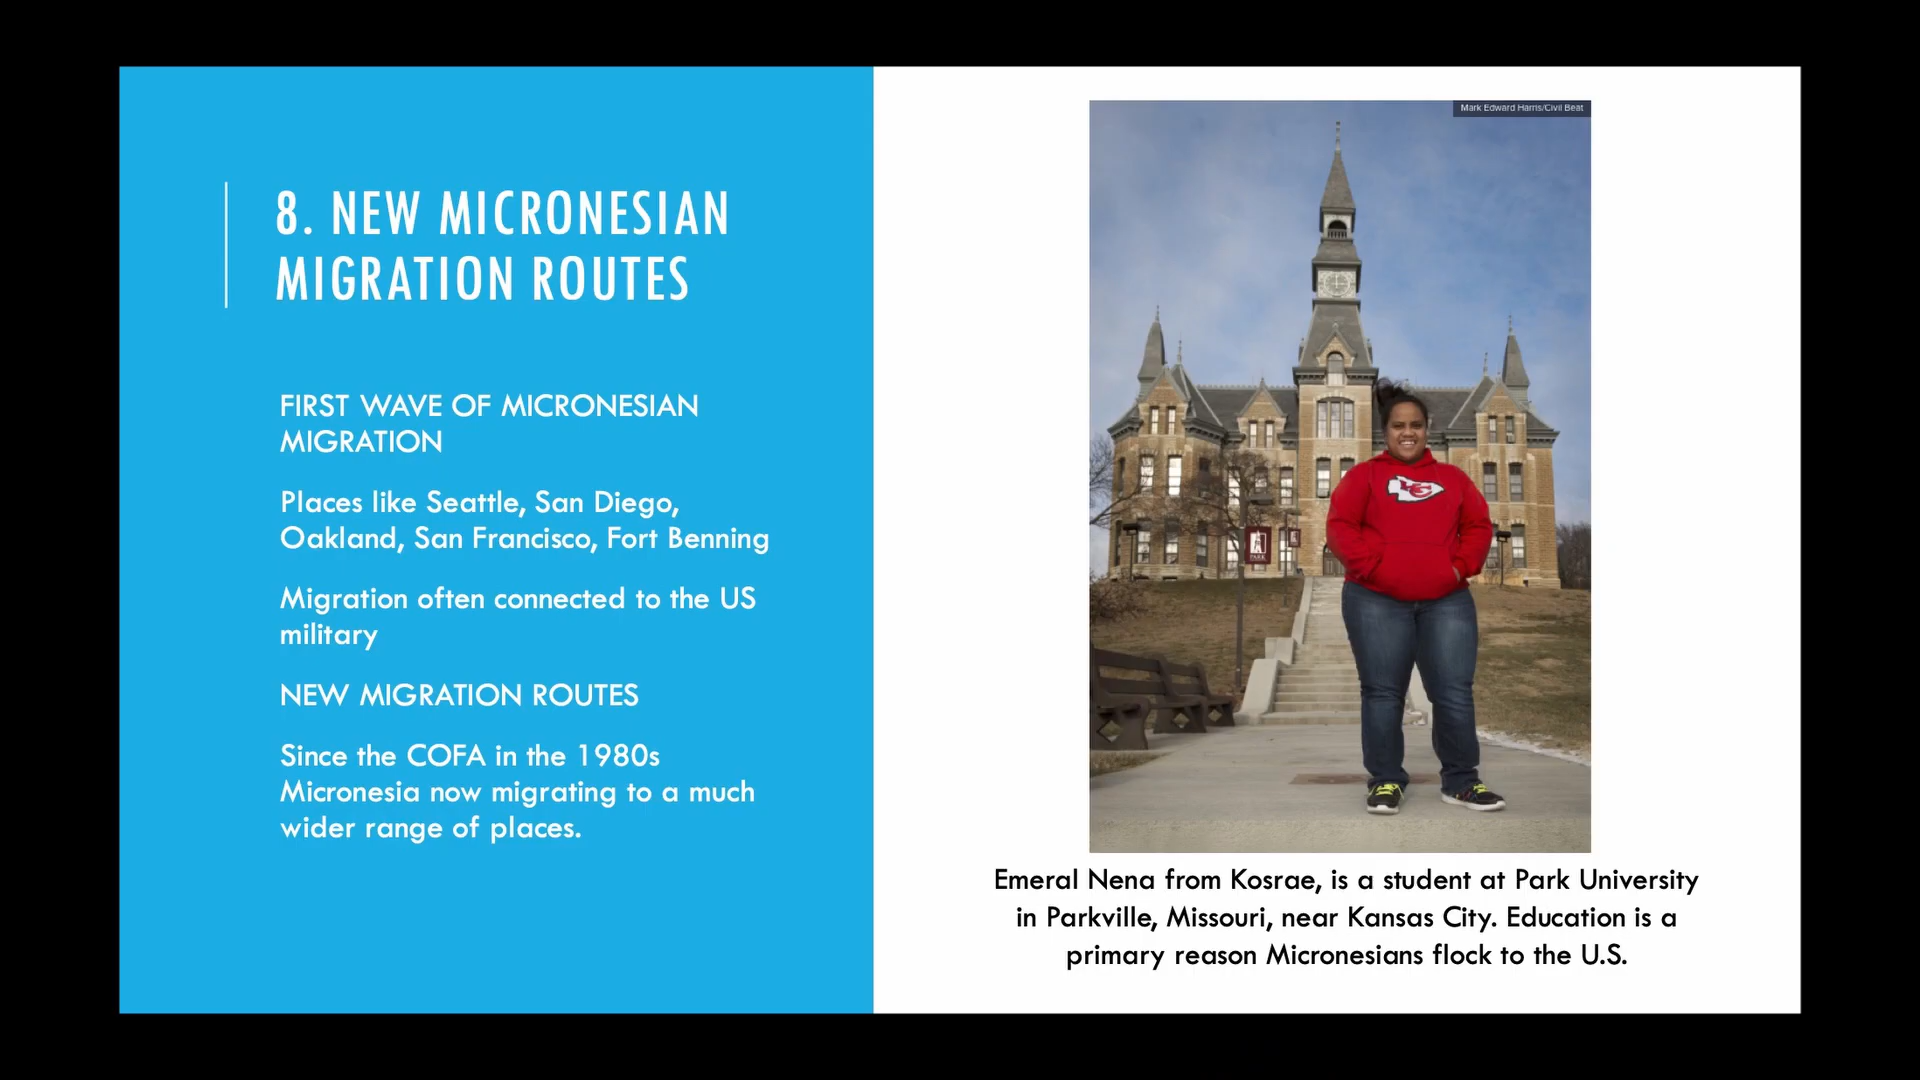 8. NEW MICRONESIAN
MIGRATION ROUTES
FIRST WAVE OF MICRONESIAN
MIGRATION
Places like Seattle, San Diego,
Oakland, San Francisco, Fort Benning
Migration often connected to the US
military
NEW MIGRATION ROUTES
Since the COFA in the 1980s
Micronesia now migrating to a much
wider range of places.
Mark Edward Harris/Civil Beat
KC
PARK
Emeral Nena from Kosrae, is a student at Park University
in Parkville, Missouri, near Kansas City. Education is a
primary reason Micronesians flock to the U.S.